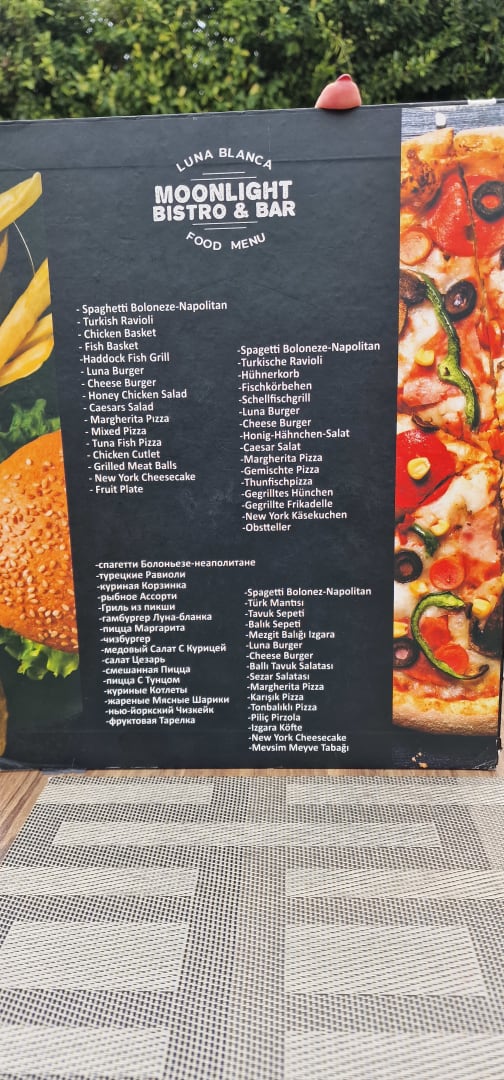 LUNA BLANCA
MOONLIGHT
BISTRO & BAR
FOOD MENU
- Spaghetti Boloneze-Napolitan
- Turkish Ravioli
- Chicken Basket
- Fish Basket
-Haddock Fish Grill
- Luna Burger
- Cheese Burger
- Honey Chicken Salad
- Caesars Salad
- Margherita Pizza
- Mixed Pizza
- Tuna Fish Pizza
- Chicken Cutlet
- Grilled Meat Balls
- New York Cheesecake
- Fruit Plate
-Spagetti Boloneze-Napolitan
-Turkische Ravioli
-Hühnerkorb
-Fischkörbehen
-Schellfischgrill
-Luna Burger
-Cheese Burger
-Honig-Hähnchen-Salat
-Caesar Salat
-Margherita Pizza
-Gemischte Pizza
-Thunfischpizza
-Gegrilltes Hünchen
-Gegrillte Frikadelle
-New York Käsekuchen
-Obstteller
-спагетти Болоньезе-неаполитане
-турецкие Равиоли
-куриная Корзинка
-рыбное Ассорти
-Гриль из пикши
-гамбургер Луна-бланка
-пицца Маргарита
-чизбургер
-медовый Салат С Курицей
-салат Цезарь
-смешанная Пицца
-пицца С Тунцом
-куриные Котлеты
-жареные Мясные Шарики
-нью-йоркский Чизкейк
-фруктовая Тарелка
-Spagetti Bolonez-Napolitan
-Türk Mantısı
-Tavuk Sepeti
-Balık Sepeti
-Mezgit Balığı Izgara
-Luna Burger
-Cheese Burger
-Ballı Tavuk Salatası
-Sezar Salatası
-Margherita Pizza
-Karışık Pizza
-Tonbalıklı Pizza
-Piliç Pirzola
-Izgara Köfte
-New York Cheesecake
-Mevsim Meyve Tabağı